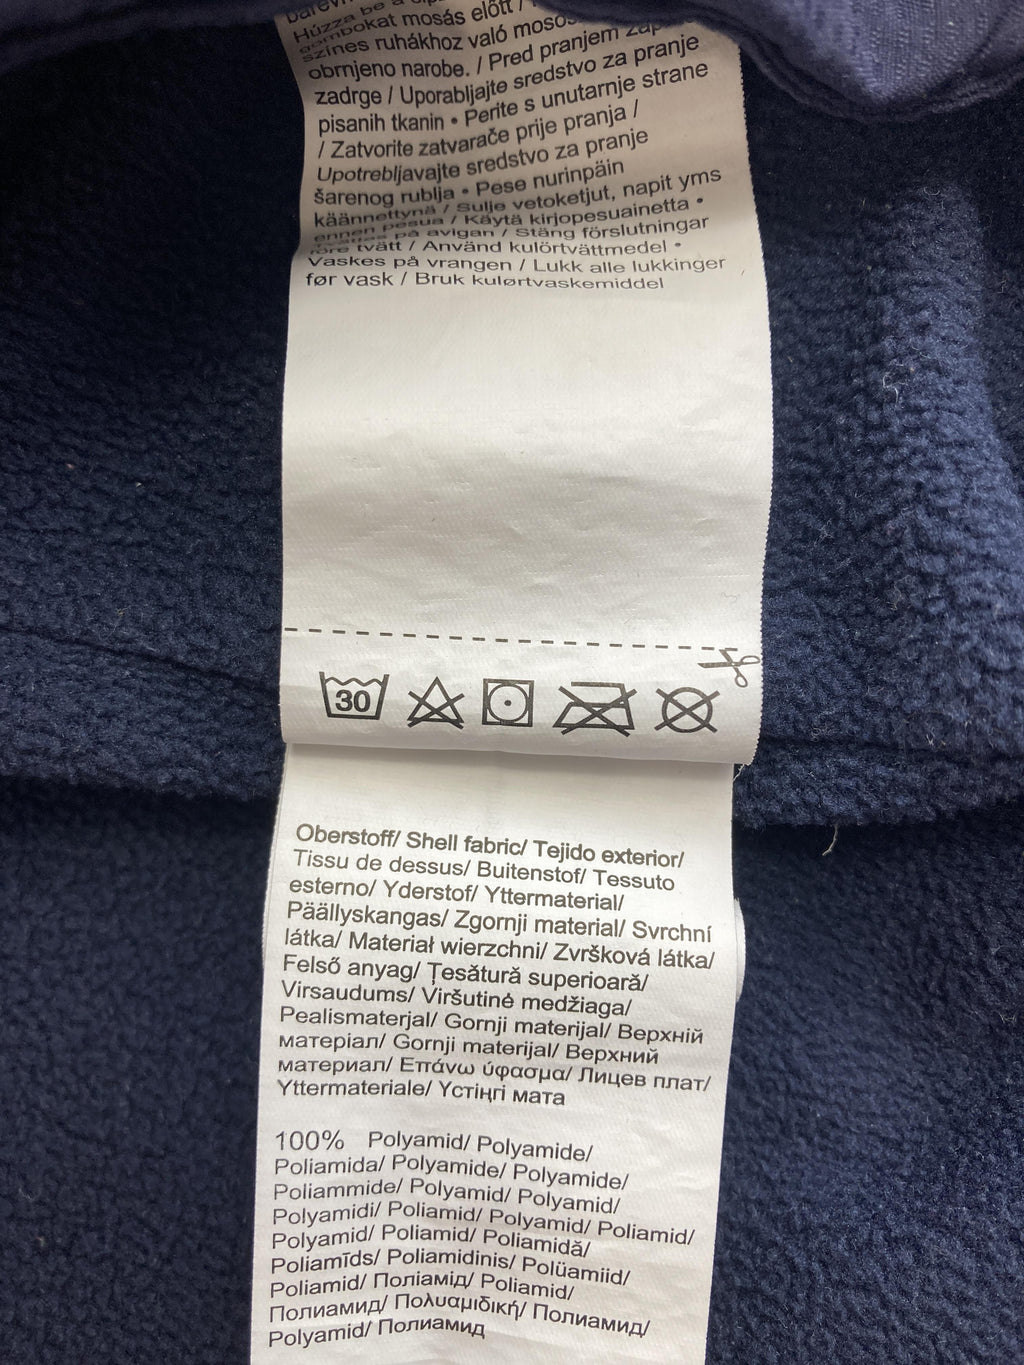 Húzza be a
gombokat mosás előtt /
színes ruhákhoz való
obrnjeno narobe. / Pred pranjem
zadrge / Uporabljajte sredstvo za pranje
pisanih tkanin • Perite s unutarnje strane
/ Zatvorite zatvarače prije pranja /
Upotrebljavajte sredstvo za pranje
šarenog rublja • Pese nurinpäin
käännettynä / Sulje vetoketjut, napit yms
ennen pesua / Käytä kirjopesuainetta •
på avigan / Stäng förslutningar
före tvätt / Använd kulörtvättmedel •
Vaskes på vrangen / Lukk alle lukkinger
før vask / Bruk kulørtvaskemiddel
30
Oberstoff/ Shell fabric/ Tejido exterior/
Tissu de dessus/ Buitenstof/ Tessuto
esterno/ Yderstof/ Yttermaterial/
Päällyskangas/ Zgornji material/ Svrchní
látka/ Materiał wierzchni/ Zvršková látka/
Felső anyag/ Țesătură superioară/
Virsaudums/ Viršutinė medžiaga/
Pealismaterjal/ Gornji materijal/ Верхній
матеріал/ Gornji materijal/ Верхний
материал/ Επάνω ύφασμα/ Лицев плат/
Yttermateriale/ Үстіңгі мата
100% Polyamid/ Polyamide/
Poliamida/ Polyamide/ Polyamide/
Poliammide/ Polyamid/ Polyamid/
Polyamidi/ Poliamid/ Polyamid/ Poliamid/
Polyamid/ Poliamid/ Poliamidă/
Poliamīds/ Poliamidinis/ Polüamiid/
Poliamid/ Поліамід/ Poliamid/
Полиамид/ Πολυαμιδική/ Полиамид/
Polyamid/ Полиамид